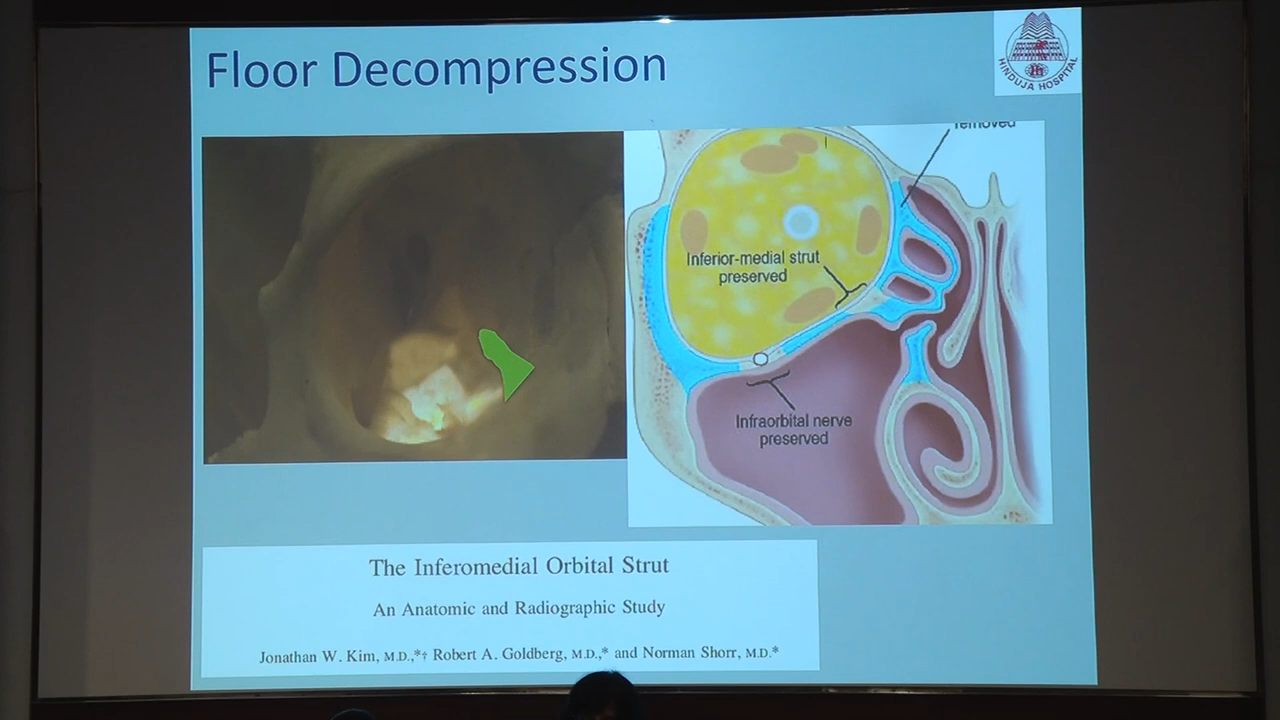 Floor Decompression
HINDUJA HOSPITAL
removed
Inferior-medial strut
preserved
Infraorbital nerve
preserved
The Inferomedial Orbital Strut
An Anatomic and Radiographic Study
Jonathan W. Kim, M.D.,*† Robert A. Goldberg, M.D.,* and Norman Shorr, M.D.*